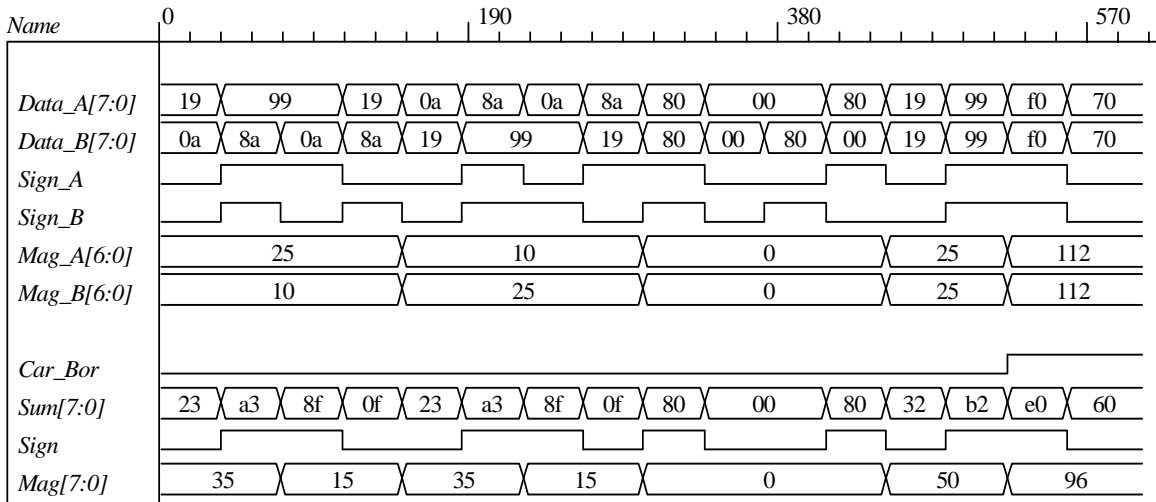 Name 0 190 380 570
Data_A[7:0] 19 99 19 0a 8a 0a 8a 80 00 80 19 99 f0 70
Data_B[7:0] 0a 8a 0a 8a 19 99 19 80 00 80 00 19 99 f0 70
Sign_A
Sign_B
Mag_A[6:0] 25 10 0 25 112
Mag_B[6:0] 10 25 0 25 112
Car_Bor
Sum[7:0] 23 a3 8f 0f 23 a3 8f 0f 80 00 80 32 b2 e0 60
Sign
Mag[7:0] 35 15 35 15 0 50 96